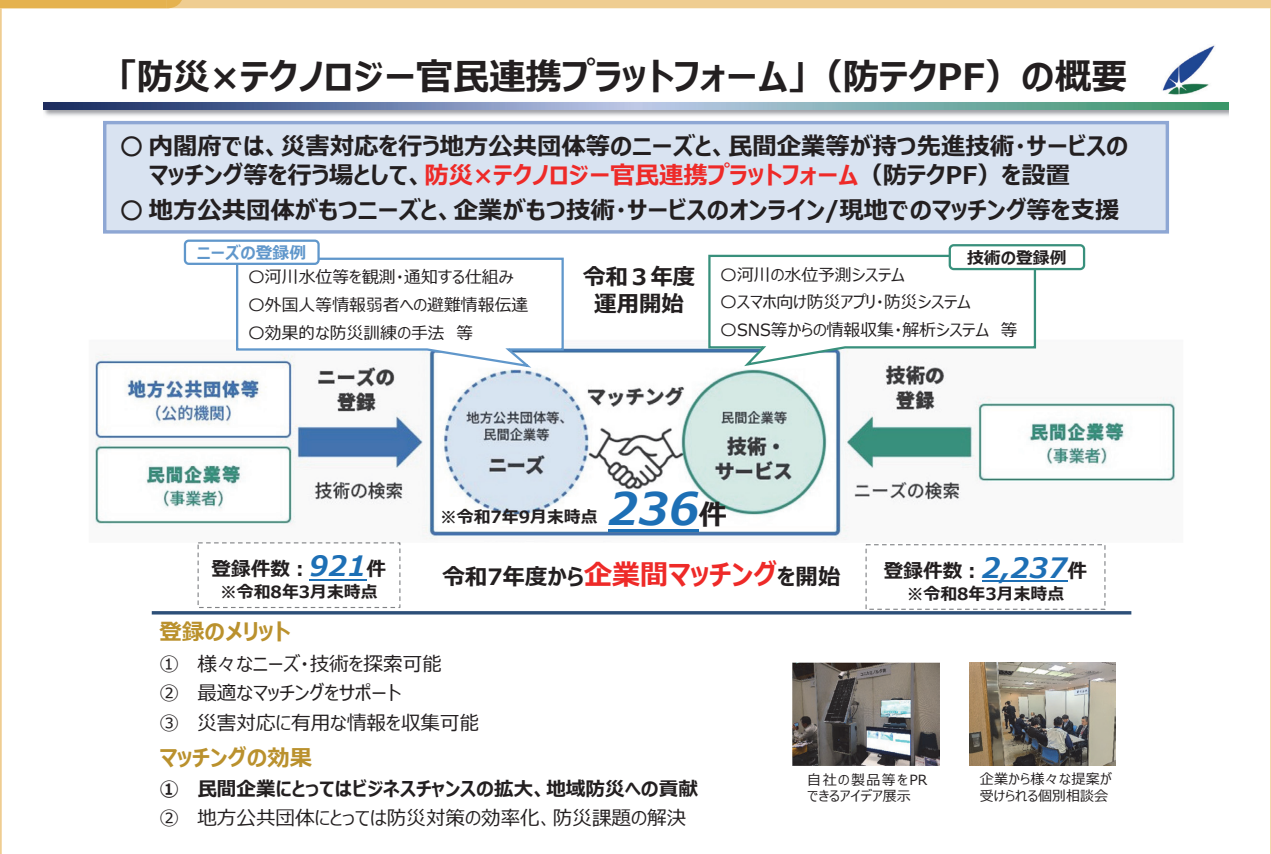 「防災×テクノロジー官民連携プラットフォーム」（防テクPF）の概要
○ 内閣府では、災害対応を行う地方公共団体等のニーズと、民間企業等が持つ先進技術・サービスの
マッチング等を行う場として、防災×テクノロジー官民連携プラットフォーム（防テクPF）を設置
○ 地方公共団体がもつニーズと、企業がもつ技術・サービスのオンライン/現地でのマッチング等を支援
ニーズの登録例
○河川水位等を観測・通知する仕組み
○外国人等情報弱者への避難情報伝達
○効果的な防災訓練の手法 等
令和３年度
運用開始
技術の登録例
○河川の水位予測システム
○スマホ向け防災アプリ・防災システム
○SNS等からの情報収集・解析システム 等
地方公共団体等
（公的機関）
民間企業等
（事業者）
ニーズの
登録
技術の検索
地方公共団体等、
民間企業等
ニーズ
マッチング
民間企業等
技術・
サービス
※令和7年9月末時点 236件
技術の
登録
ニーズの検索
民間企業等
（事業者）
登録件数：921件
※令和8年3月末時点
令和7年度から企業間マッチングを開始
登録件数：2,237件
※令和8年3月末時点
登録のメリット
① 様々なニーズ・技術を探索可能
② 最適なマッチングをサポート
③ 災害対応に有用な情報を収集可能
マッチングの効果
① 民間企業にとってはビジネスチャンスの拡大、地域防災への貢献
② 地方公共団体にとっては防災対策の効率化、防災課題の解決
自社の製品等をPR
できるアイデア展示
企業から様々な提案が
受けられる個別相談会